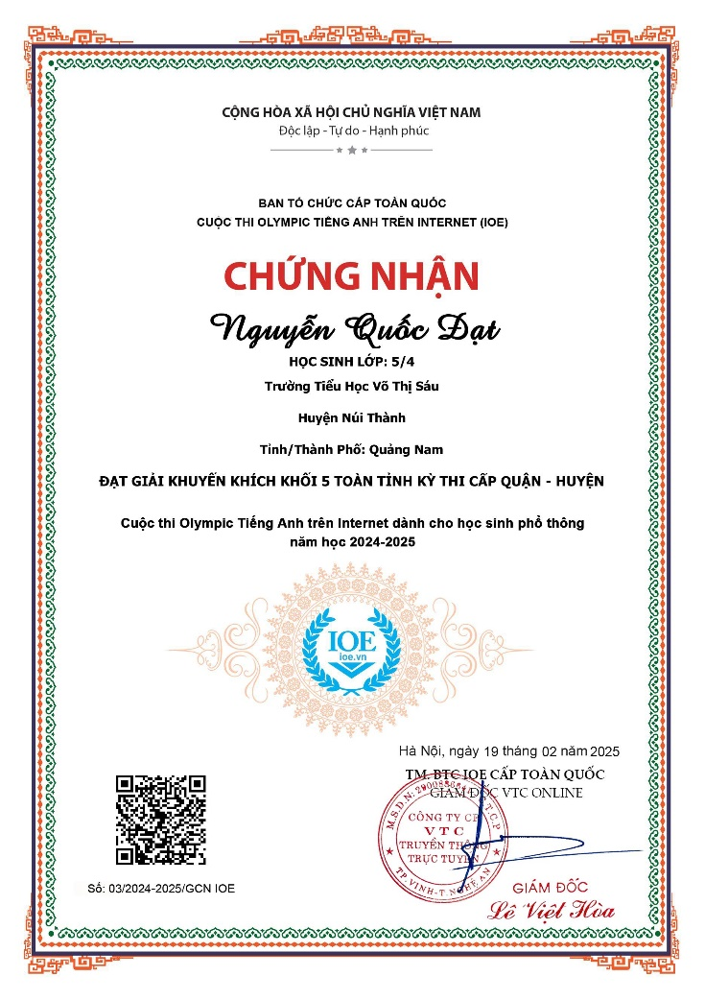 CỘNG HÒA XÃ HỘI CHỦ NGHĨA VIỆT NAM
Độc lập - Tự do - Hạnh phúc
BAN TỔ CHỨC CẤP TOÀN QUỐC
CUỘC THI OLYMPIC TIẾNG ANH TRÊN INTERNET (IOE)
CHỨNG NHẬN
Nguyễn Quốc Đạt
HỌC SINH LỚP: 5/4
Trường Tiểu Học Võ Thị Sáu
Huyện Núi Thành
Tỉnh/Thành Phố: Quảng Nam
ĐẠT GIẢI KHUYẾN KHÍCH KHỐI 5 TOÀN TỈNH KỲ THI CẤP QUẬN - HUYỆN
Cuộc thi Olympic Tiếng Anh trên Internet dành cho học sinh phổ thông
năm học 2024-2025
IOE
ioe.vn
Hà Nội, ngày 19 tháng 02 năm 2025
TM. BTC IOE CẤP TOÀN QUỐC
GIÁM ĐỐC VTC ONLINE
CÔNG TY CP
VTC
TRUYỀN THÔNG
TRỰC TUYẾN
TP.VINH-T.NGHỆ AN
Số: 03/2024-2025/GCN IOE
GIÁM ĐỐC
Lê Việt Hòa